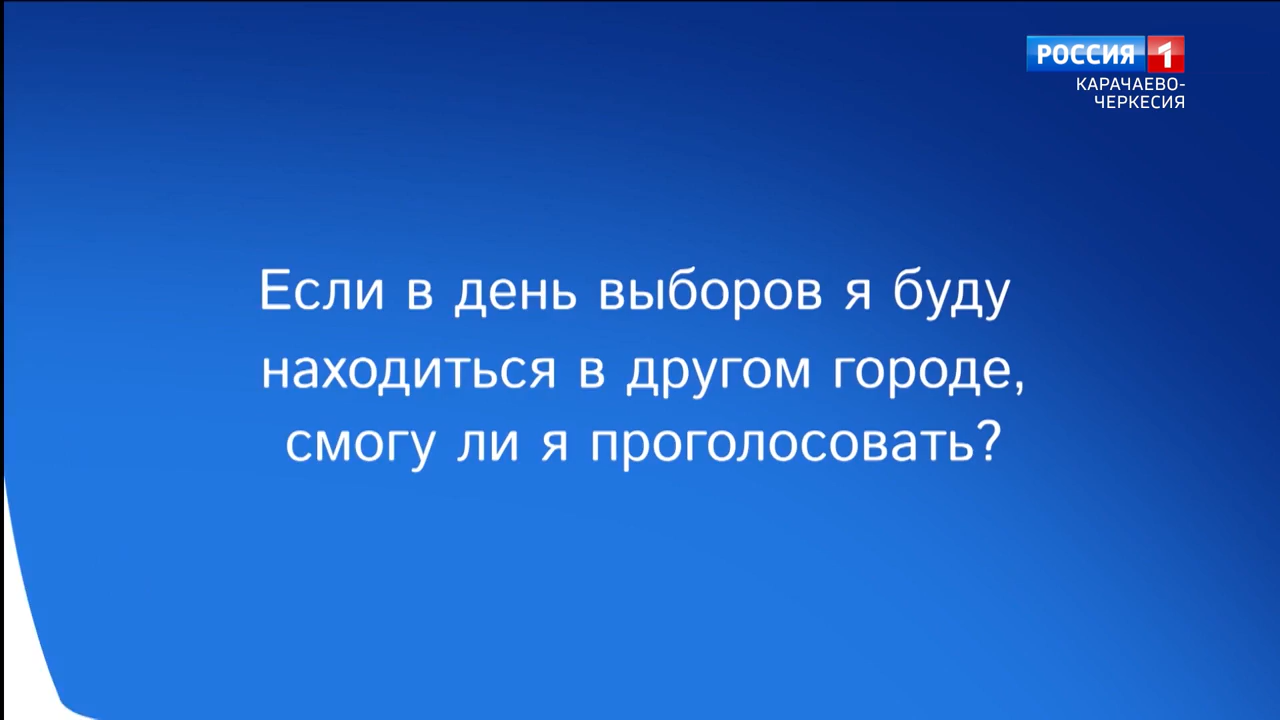 РОССИЯ 1
КАРАЧАЕВО-
ЧЕРКЕСИЯ
Если в день выборов я буду
находиться в другом городе,
смогу ли я проголосовать?